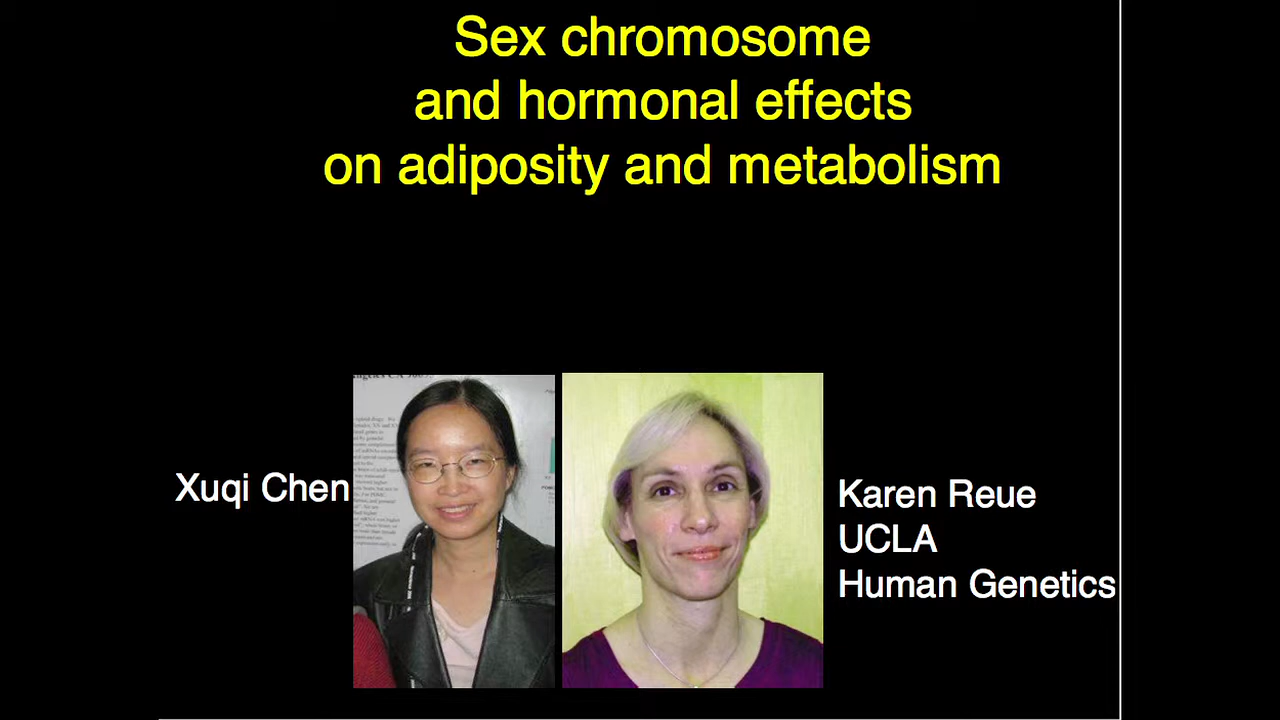 Sex chromosome
and hormonal effects
on adiposity and metabolism
Xuqi Chen
Karen Reue
UCLA
Human Genetics